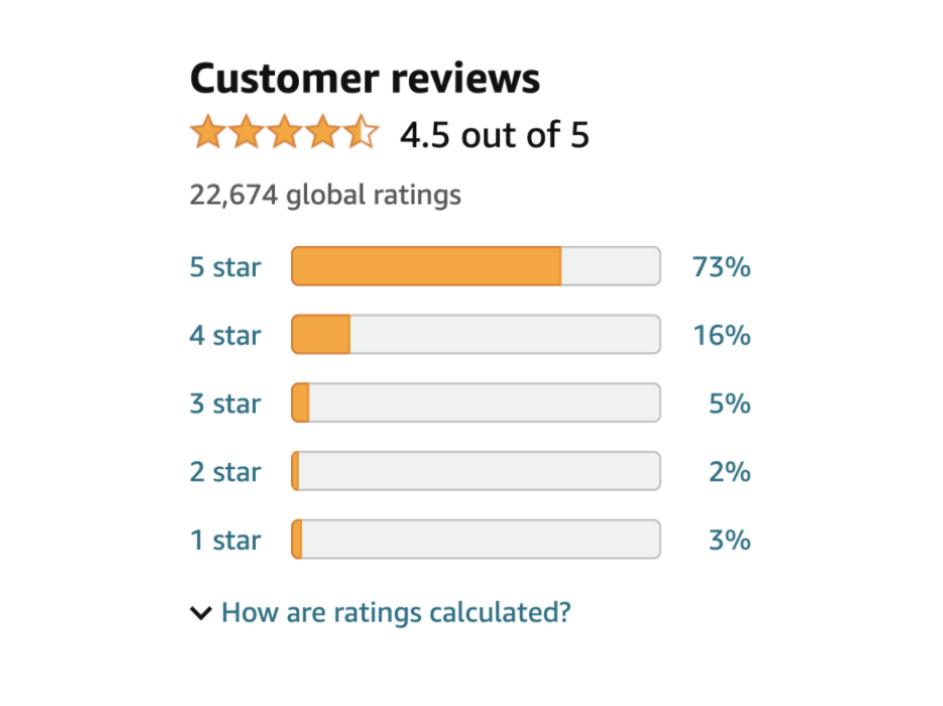 Customer reviews
4.5 out of 5
22,674 global ratings
5 star 73%
4 star 16%
3 star 5%
2 star 2%
1 star 3%
How are ratings calculated?